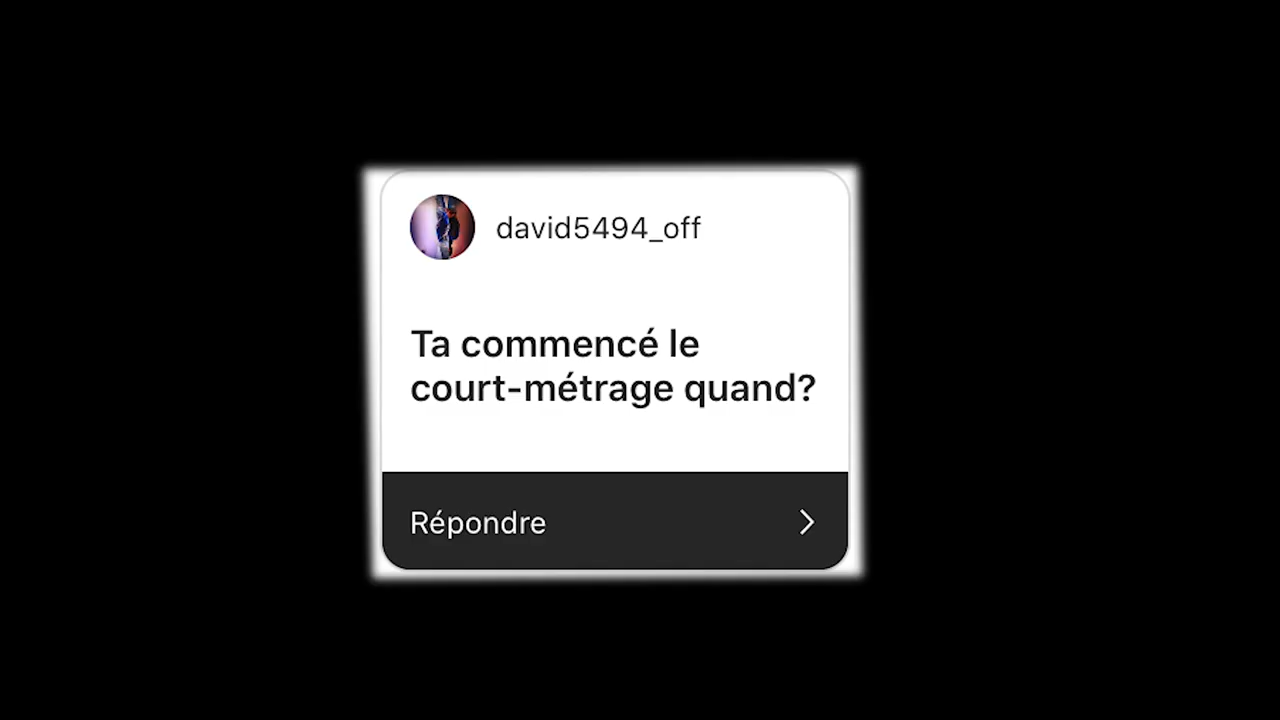 david5494_off
Ta commencé le
court-métrage quand?
Répondre